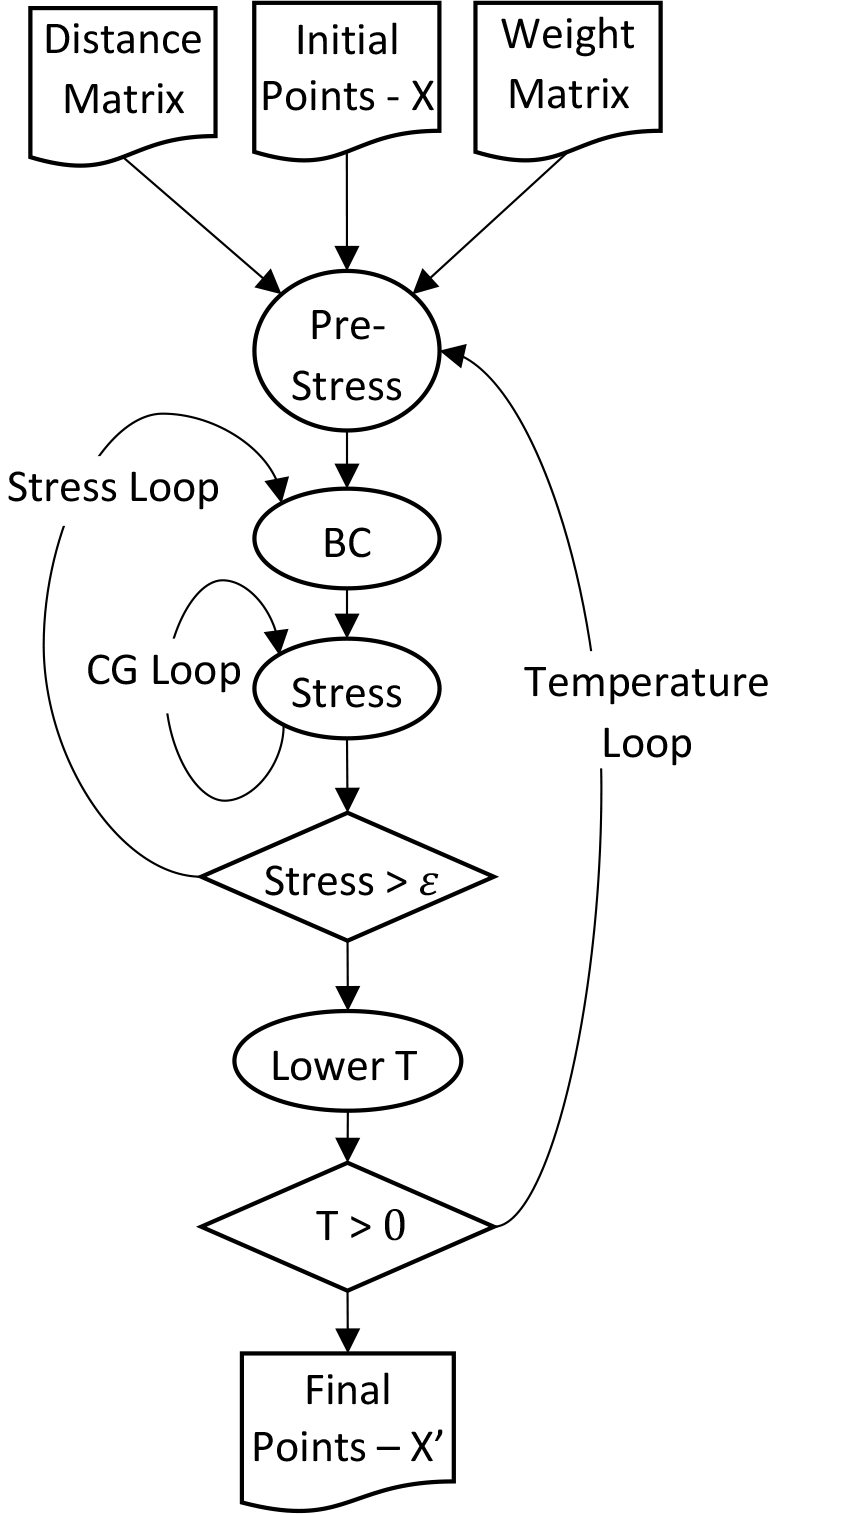 Distance
Matrix
Initial
Points - X
Weight
Matrix
Pre-
Stress
Stress Loop
BC
CG Loop
Stress
Temperature
Loop
Stress > ε
Lower T
T > 0
Final
Points – X’